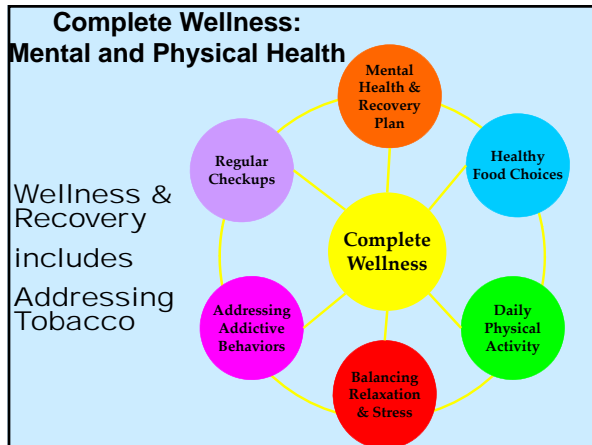 Complete Wellness:
Mental and Physical Health
Mental
Health &
Recovery
Plan
Healthy
Food Choices
Daily
Physical
Activity
Balancing
Relaxation
& Stress
Addressing
Addictive
Behaviors
Regular
Checkups
Complete
Wellness
Wellness &
Recovery
includes
Addressing
Tobacco